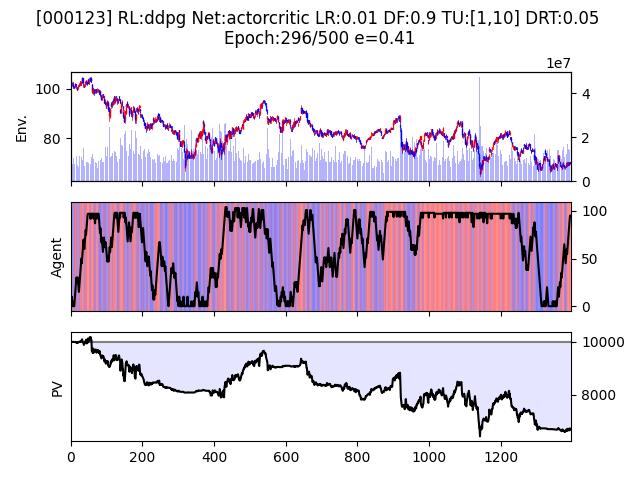 [000123] RL:ddpg Net:actorcritic LR:0.01 DF:0.9 TU:[1,10] DRT:0.05
Epoch:296/500 e=0.41
1e7
Env.
100
80
4
2
0
Agent
100
50
0
PV
10000
8000
0 200 400 600 800 1000 1200